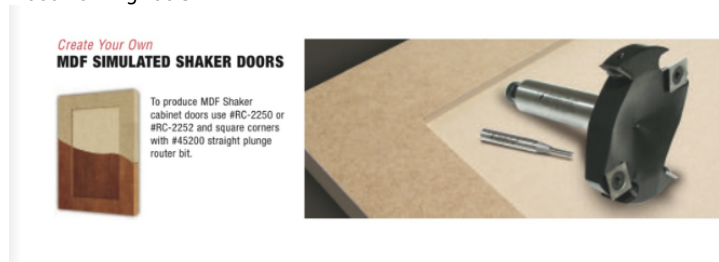 Create Your Own
MDF SIMULATED SHAKER DOORS
To produce MDF Shaker
cabinet doors use #RC-2250 or
#RC-2252 and square corners
with #45200 straight plunge
router bit.